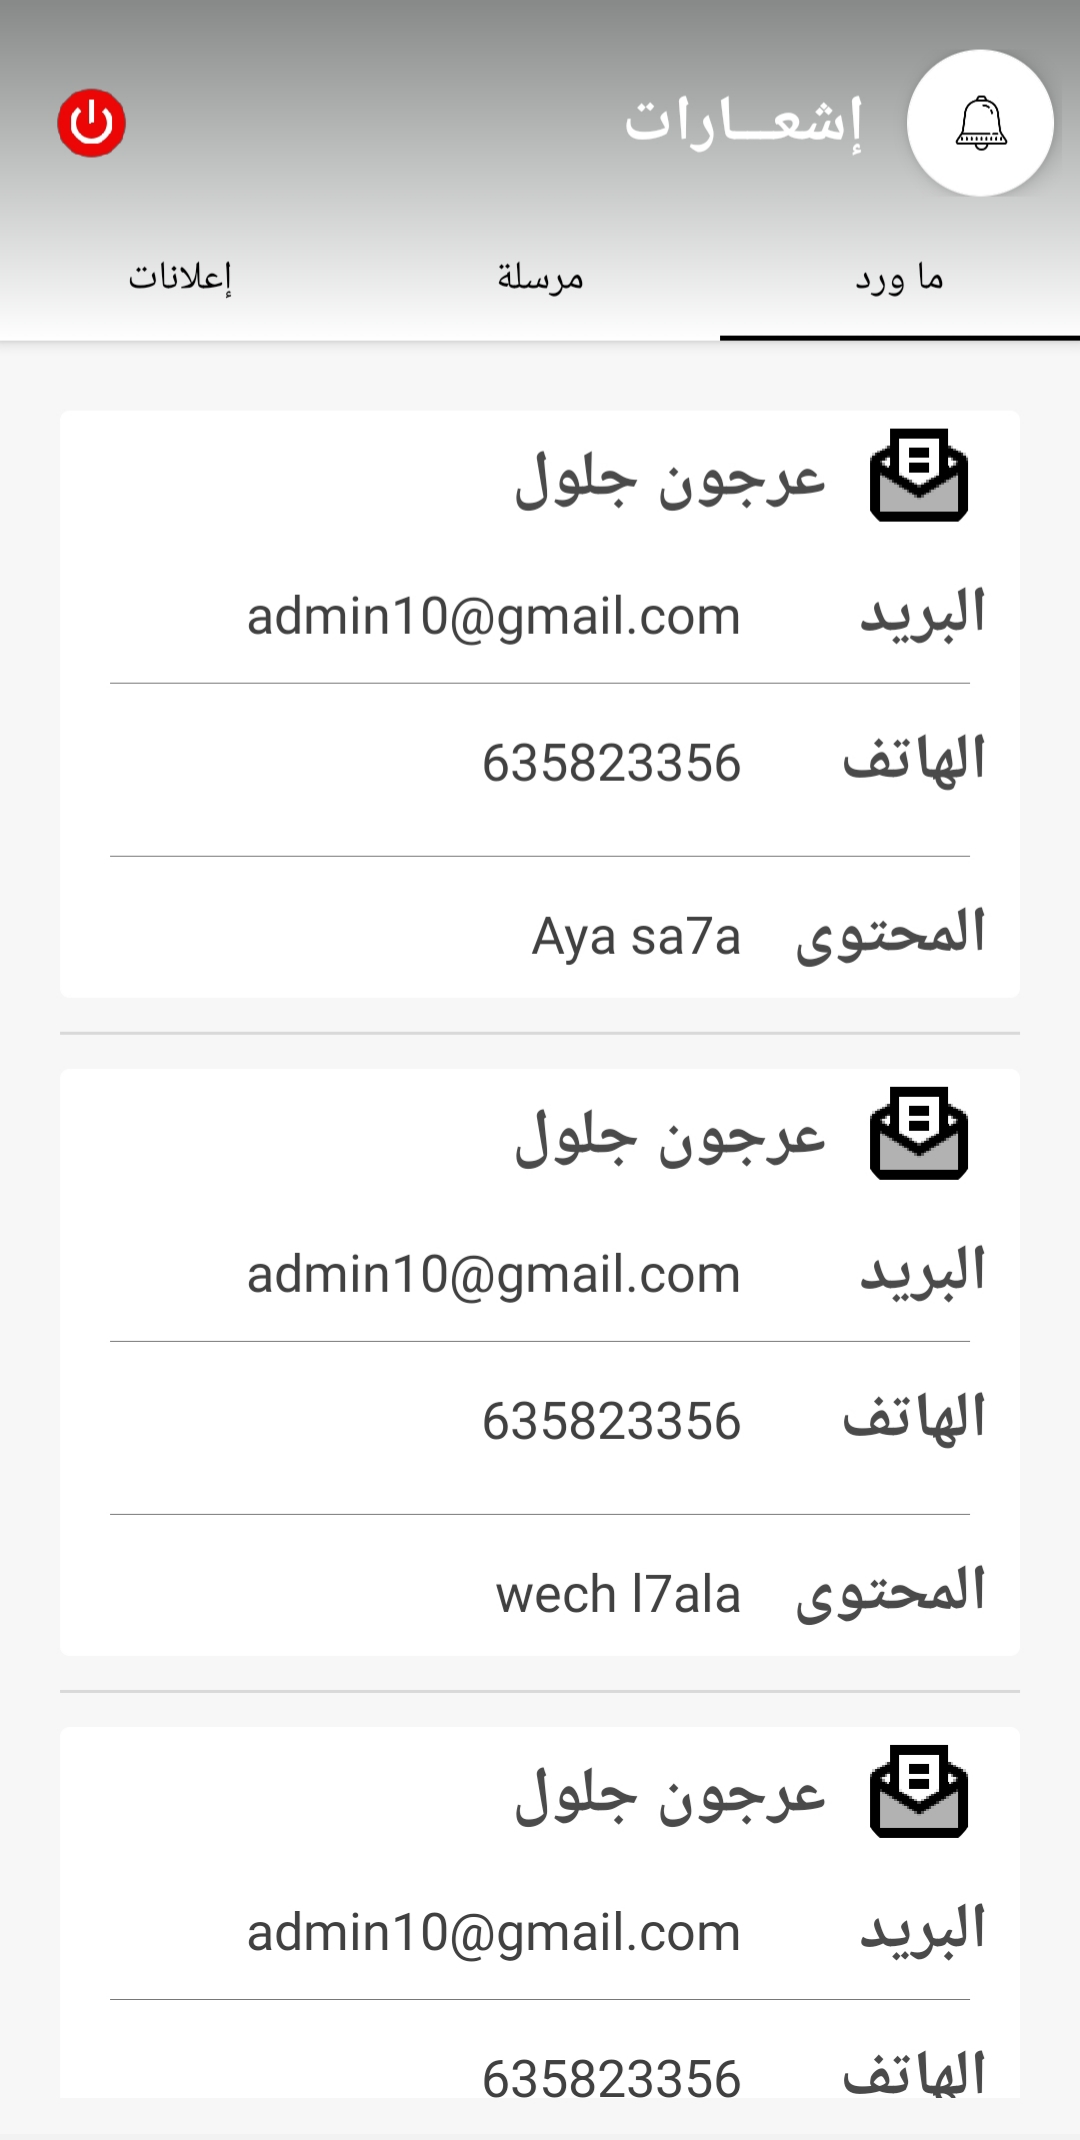 إشعــارات
ما ورد مرسلة إعلانات
عرجون جلول
البريد admin10@gmail.com
الهاتف 635823356
المحتوى Aya sa7a
عرجون جلول
البريد admin10@gmail.com
الهاتف 635823356
المحتوى wech l7ala
عرجون جلول
البريد admin10@gmail.com
الهاتف 635823356